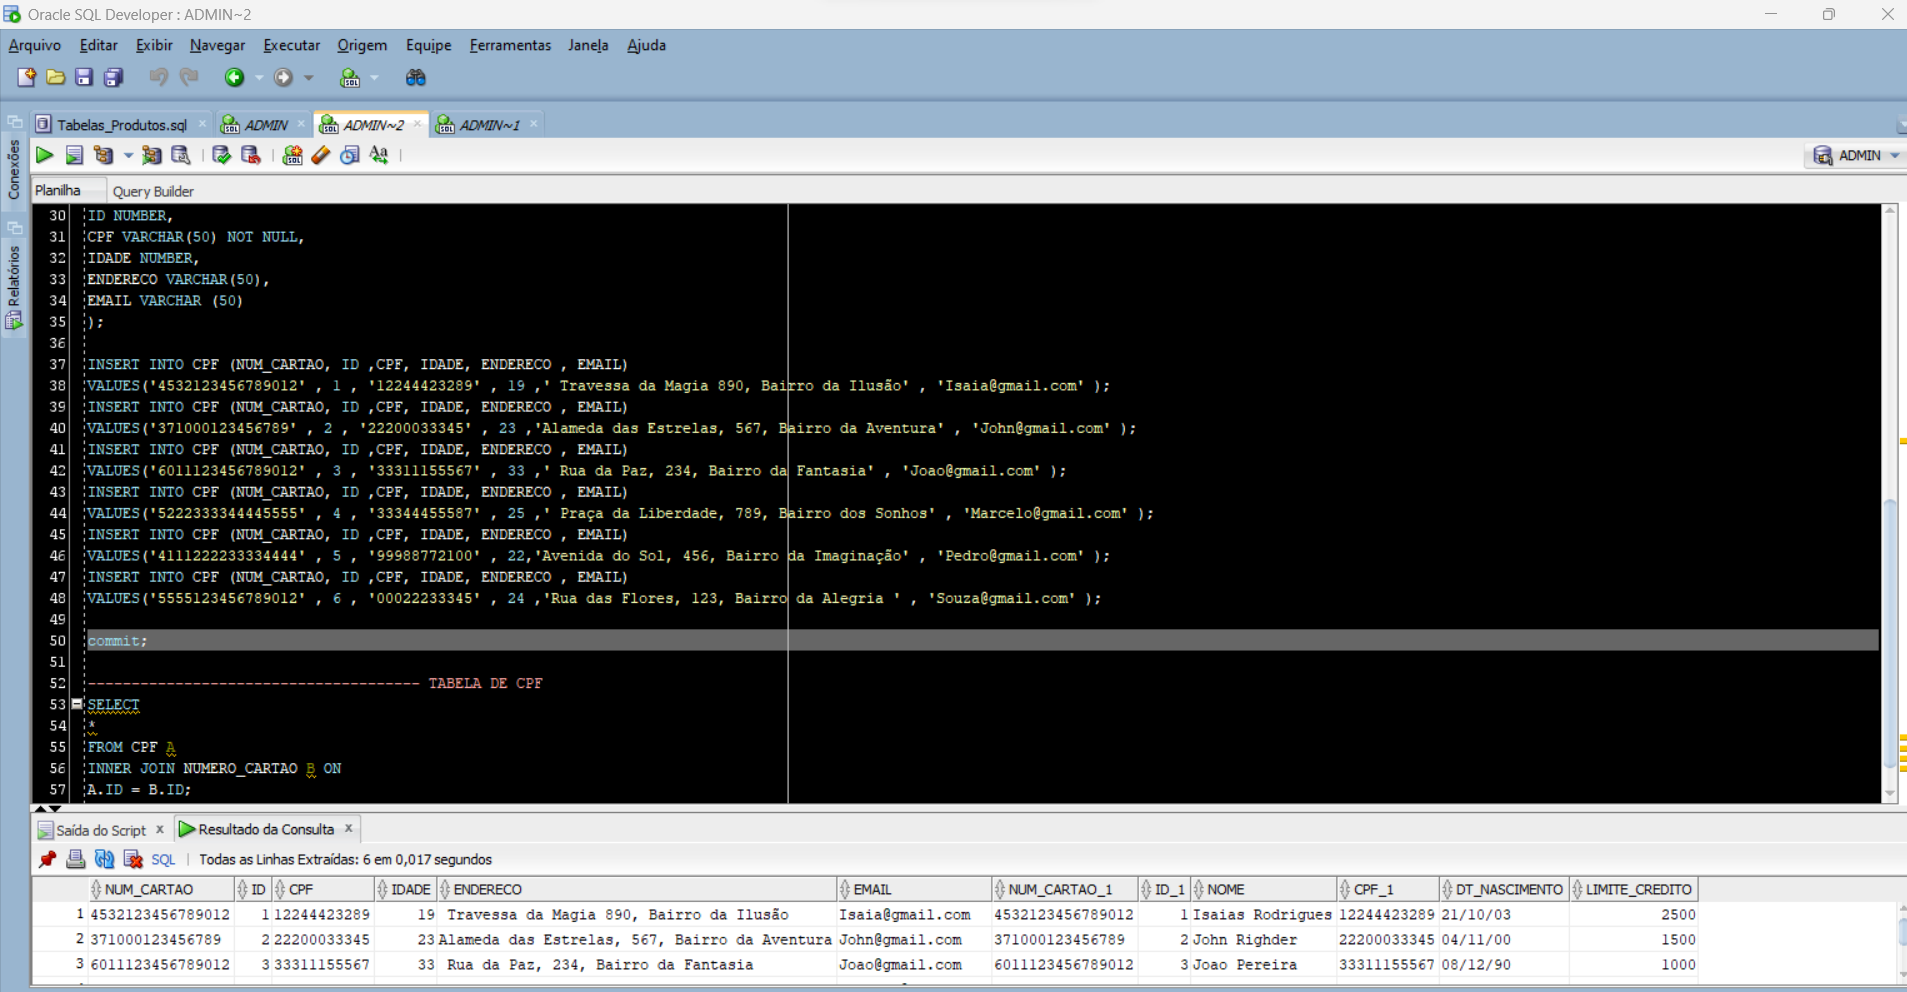 Oracle SQL Developer : ADMIN~2
Arquivo Editar Exibir Navegar Executar Origem Equipe Ferramentas Janela Ajuda
Tabelas_Produtos.sql ADMIN ADMIN~2 ADMIN~1
ADMIN
Conexões
Relatórios
Planilha Query Builder
30 ID NUMBER,
31 CPF VARCHAR(50) NOT NULL,
32 IDADE NUMBER,
33 ENDERECO VARCHAR(50),
34 EMAIL VARCHAR (50)
35 );
36
37 INSERT INTO CPF (NUM_CARTAO, ID ,CPF, IDADE, ENDERECO , EMAIL)
38 VALUES('4532123456789012' , 1 , '12244423289' , 19 ,' Travessa da Magia 890, Bairro da Ilusão' , 'Isaia@gmail.com' );
39 INSERT INTO CPF (NUM_CARTAO, ID ,CPF, IDADE, ENDERECO , EMAIL)
40 VALUES('371000123456789' , 2 , '22200033345' , 23 ,'Alameda das Estrelas, 567, Bairro da Aventura' , 'John@gmail.com' );
41 INSERT INTO CPF (NUM_CARTAO, ID ,CPF, IDADE, ENDERECO , EMAIL)
42 VALUES('6011123456789012' , 3 , '33311155567' , 33 ,' Rua da Paz, 234, Bairro da Fantasia' , 'Joao@gmail.com' );
43 INSERT INTO CPF (NUM_CARTAO, ID ,CPF, IDADE, ENDERECO , EMAIL)
44 VALUES('5222333344445555' , 4 , '33344455587' , 25 ,' Praça da Liberdade, 789, Bairro dos Sonhos' , 'Marcelo@gmail.com' );
45 INSERT INTO CPF (NUM_CARTAO, ID ,CPF, IDADE, ENDERECO , EMAIL)
46 VALUES('4111222233334444' , 5 , '99988772100' , 22,'Avenida do Sol, 456, Bairro da Imaginação' , 'Pedro@gmail.com' );
47 INSERT INTO CPF (NUM_CARTAO, ID ,CPF, IDADE, ENDERECO , EMAIL)
48 VALUES('5555123456789012' , 6 , '00022233345' , 24 ,'Rua das Flores, 123, Bairro da Alegria ' , 'Souza@gmail.com' );
49
50 commit;
51
52 -------------------------------------- TABELA DE CPF
53 SELECT
54 *
55 FROM CPF A
56 INNER JOIN NUMERO_CARTAO B ON
57 A.ID = B.ID;
Saída do Script x Resultado da Consulta x
SQL | Todas as Linhas Extraídas: 6 em 0,017 segundos
NUM_CARTAO ID CPF IDADE ENDERECO EMAIL NUM_CARTAO_1 ID_1 NOME CPF_1 DT_NASCIMENTO LIMITE_CREDITO
1 4532123456789012 1 12244423289 19 Travessa da Magia 890, Bairro da Ilusão Isaia@gmail.com 4532123456789012 1 Isaias Rodrigues 12244423289 21/10/03 2500
2 371000123456789 2 22200033345 23 Alameda das Estrelas, 567, Bairro da Aventura John@gmail.com 371000123456789 2 John Righder 22200033345 04/11/00 1500
3 6011123456789012 3 33311155567 33 Rua da Paz, 234, Bairro da Fantasia Joao@gmail.com 6011123456789012 3 Joao Pereira 33311155567 08/12/90 1000